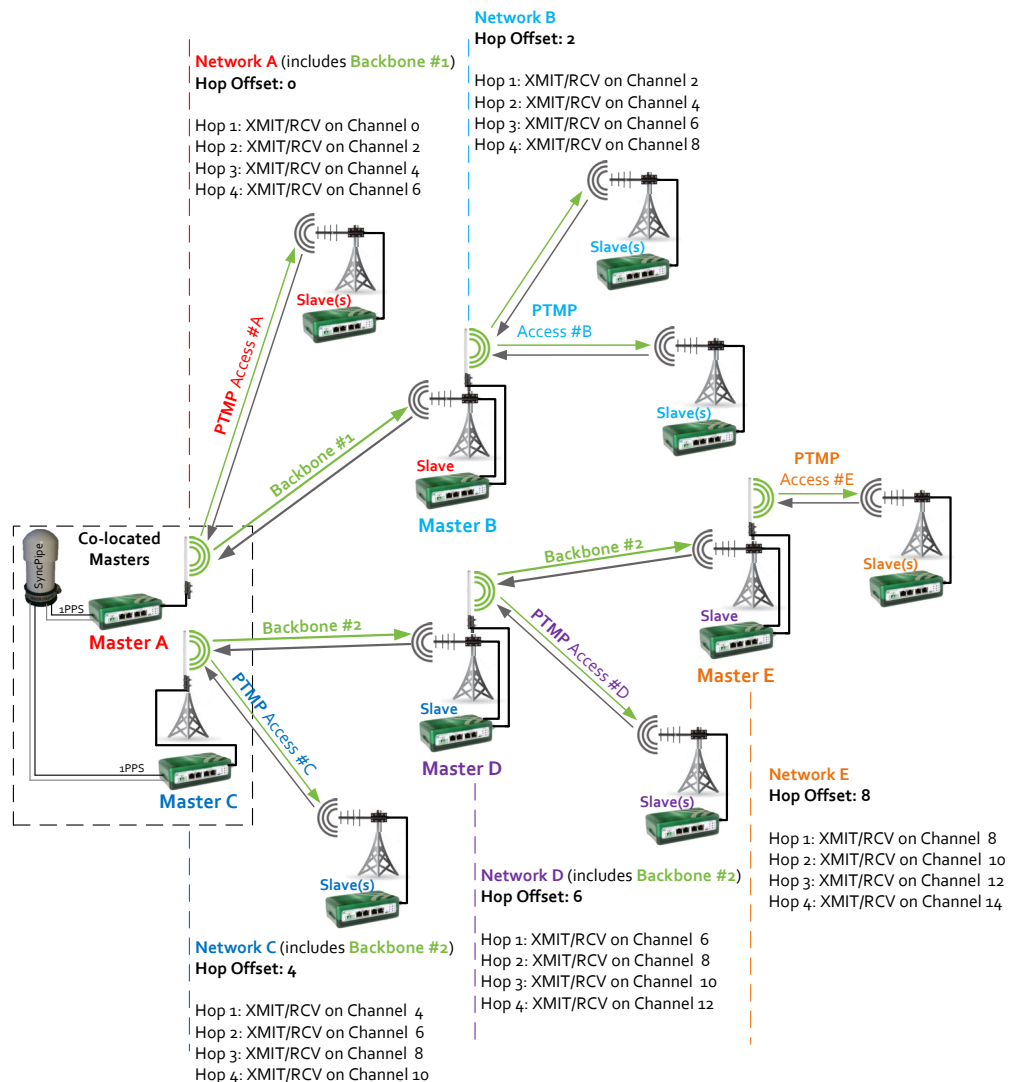 Network B
Hop Offset: 2
Hop 1: XMIT/RCV on Channel 2
Hop 2: XMIT/RCV on Channel 4
Hop 3: XMIT/RCV on Channel 6
Hop 4: XMIT/RCV on Channel 8
Network A (includes Backbone #1)
Hop Offset: 0
Hop 1: XMIT/RCV on Channel 0
Hop 2: XMIT/RCV on Channel 2
Hop 3: XMIT/RCV on Channel 4
Hop 4: XMIT/RCV on Channel 6
Slave(s)
Slave(s)
PTMP Access #A
PTMP
Access #B
Slave(s)
Backbone #1
Slave
Master B
PTMP
Access #E
Slave(s)
Co-located
Masters
SyncPipe
1PPS
Master A
Backbone #2
Slave
Master E
Backbone #2
PTMP Access #D
Slave
Master D
PTMP Access #C
1PPS
Master C
Slave(s)
Slave(s)
Network E
Hop Offset: 8
Hop 1: XMIT/RCV on Channel 8
Hop 2: XMIT/RCV on Channel 10
Hop 3: XMIT/RCV on Channel 12
Hop 4: XMIT/RCV on Channel 14
Network D (includes Backbone #2)
Hop Offset: 6
Hop 1: XMIT/RCV on Channel 6
Hop 2: XMIT/RCV on Channel 8
Hop 3: XMIT/RCV on Channel 10
Hop 4: XMIT/RCV on Channel 12
Network C (includes Backbone #2)
Hop Offset: 4
Hop 1: XMIT/RCV on Channel 4
Hop 2: XMIT/RCV on Channel 6
Hop 3: XMIT/RCV on Channel 8
Hop 4: XMIT/RCV on Channel 10